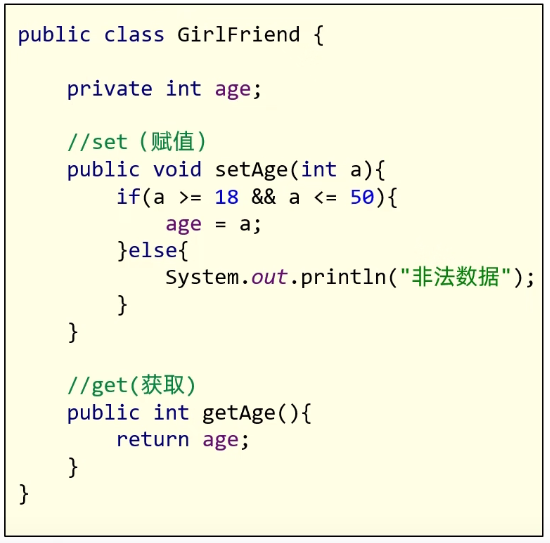 public class GirlFriend {
private int age;
//set（赋值）
public void setAge(int a){
if(a >= 18 && a <= 50){
age = a;
}else{
System.out.println("非法数据");
}
}
//get(获取)
public int getAge(){
return age;
}
}